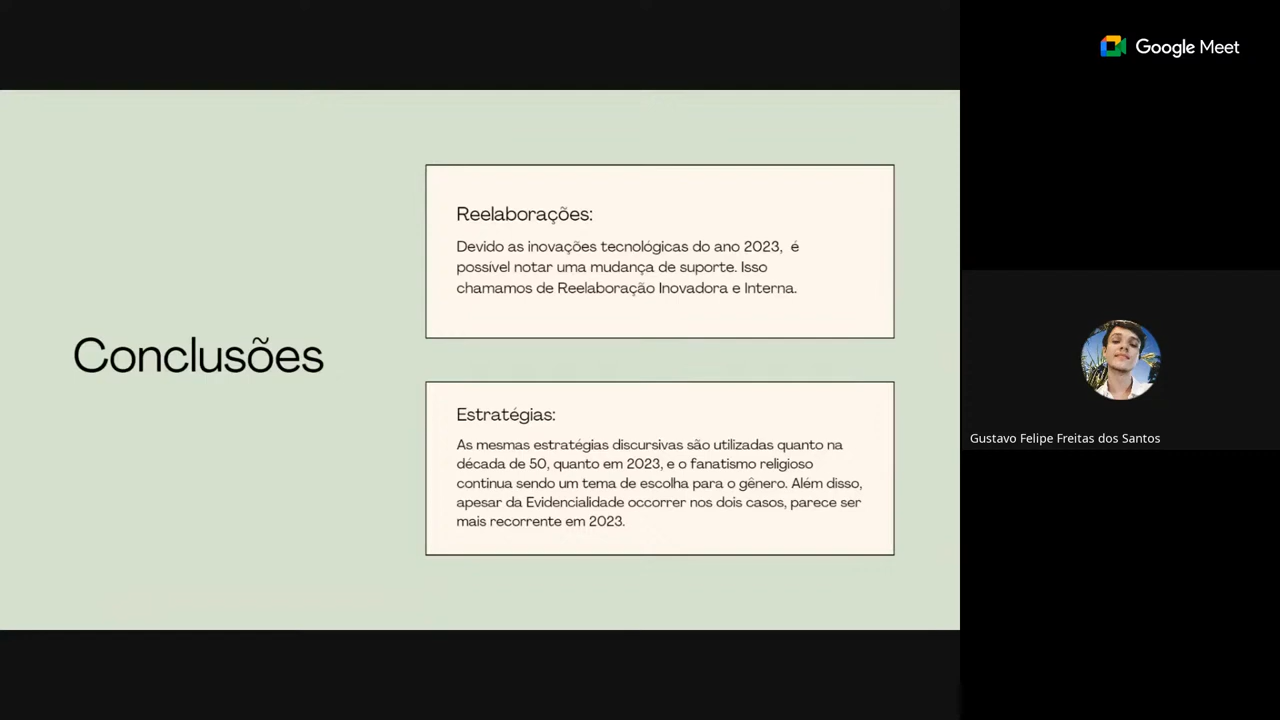 Google Meet
Conclusões
Reelaborações:
Devido as inovações tecnológicas do ano 2023, é
possível notar uma mudança de suporte. Isso
chamamos de Reelaboração Inovadora e Interna.
Estratégias:
As mesmas estratégias discursivas são utilizadas quanto na
década de 50, quanto em 2023, e o fanatismo religioso
continua sendo um tema de escolha para o gênero. Além disso,
apesar da Evidencialidade occorrer nos dois casos, parece ser
mais recorrente em 2023.
Gustavo Felipe Freitas dos Santos